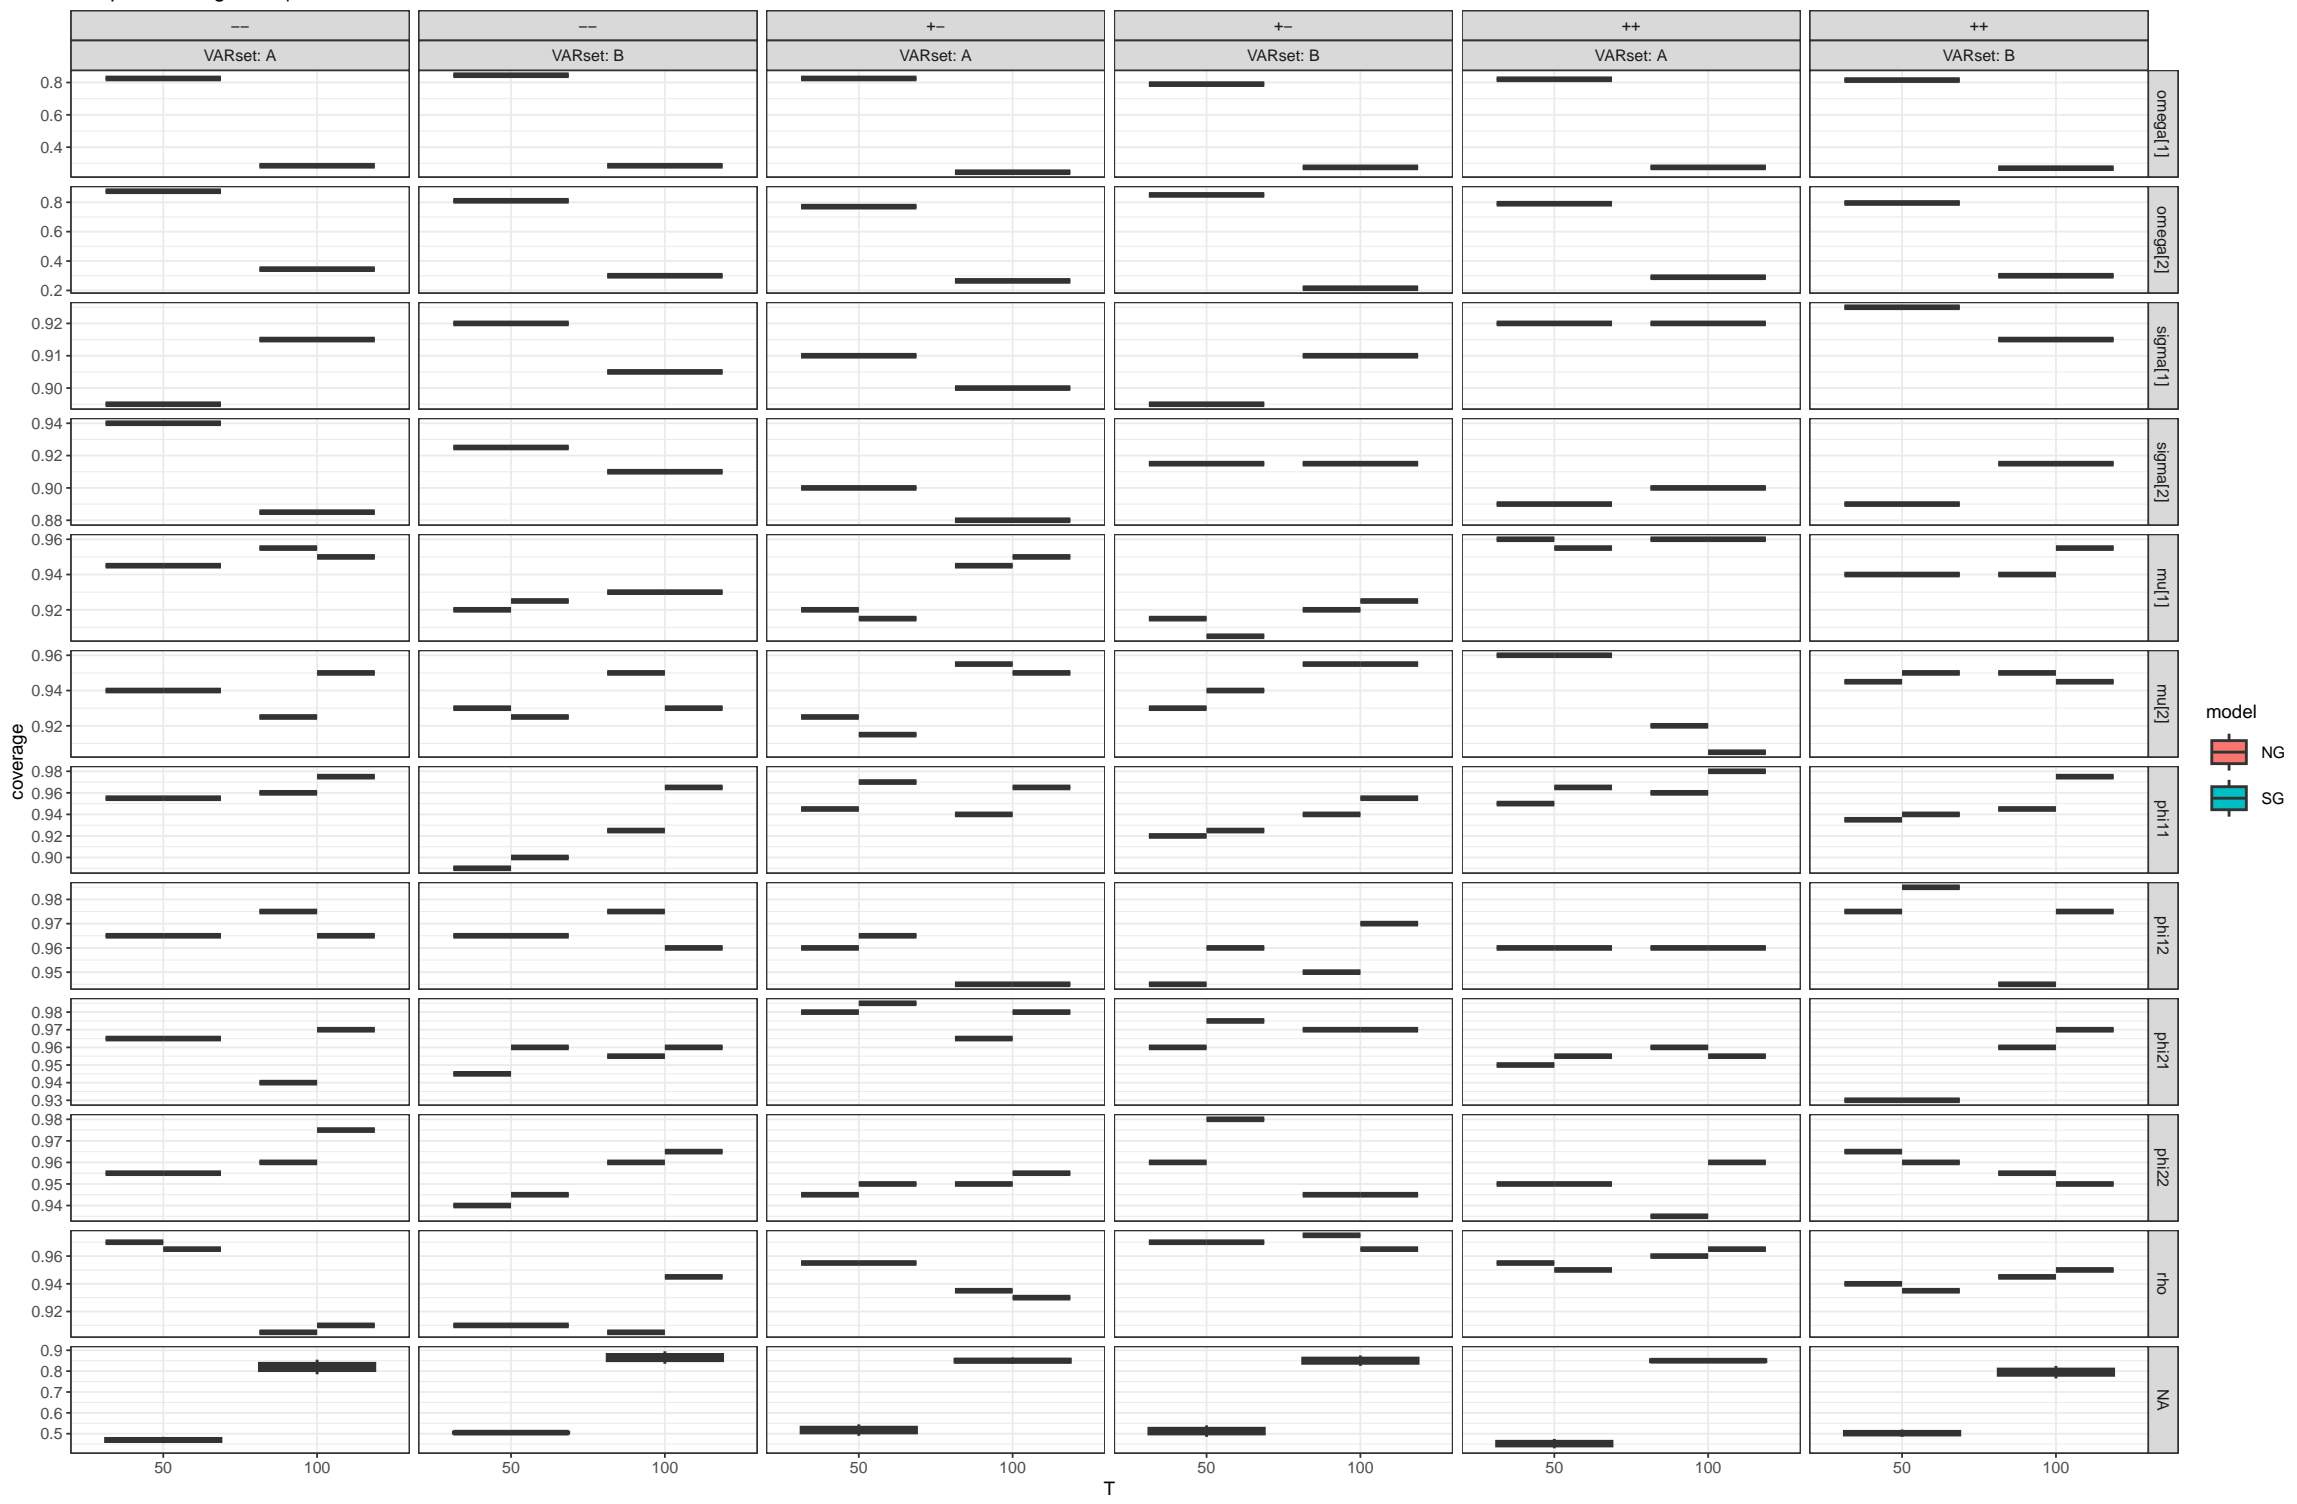 −− −− +− +− ++ ++
VARset: A VARset: B VARset: A VARset: B VARset: A VARset: B
0.8
0.6
0.4
omega[1]
0.8
0.6
0.4
0.2
omega[2]
0.92
0.91
0.90
sigma[1]
0.94
0.92
0.90
0.88
sigma[2]
0.96
0.94
0.92
mu[1]
0.96
0.94
0.92
mu[2]
0.98
0.96
0.94
0.92
0.90
phi11
0.98
0.97
0.96
0.95
phi12
0.98
0.97
0.96
0.95
0.94
0.93
phi21
0.98
0.97
0.96
0.95
0.94
phi22
0.96
0.94
0.92
rho
0.9
0.8
0.7
0.6
0.5
NA
50 100 50 100 50 100 50 100 50 100 50 100
T
coverage
model
NG
SG